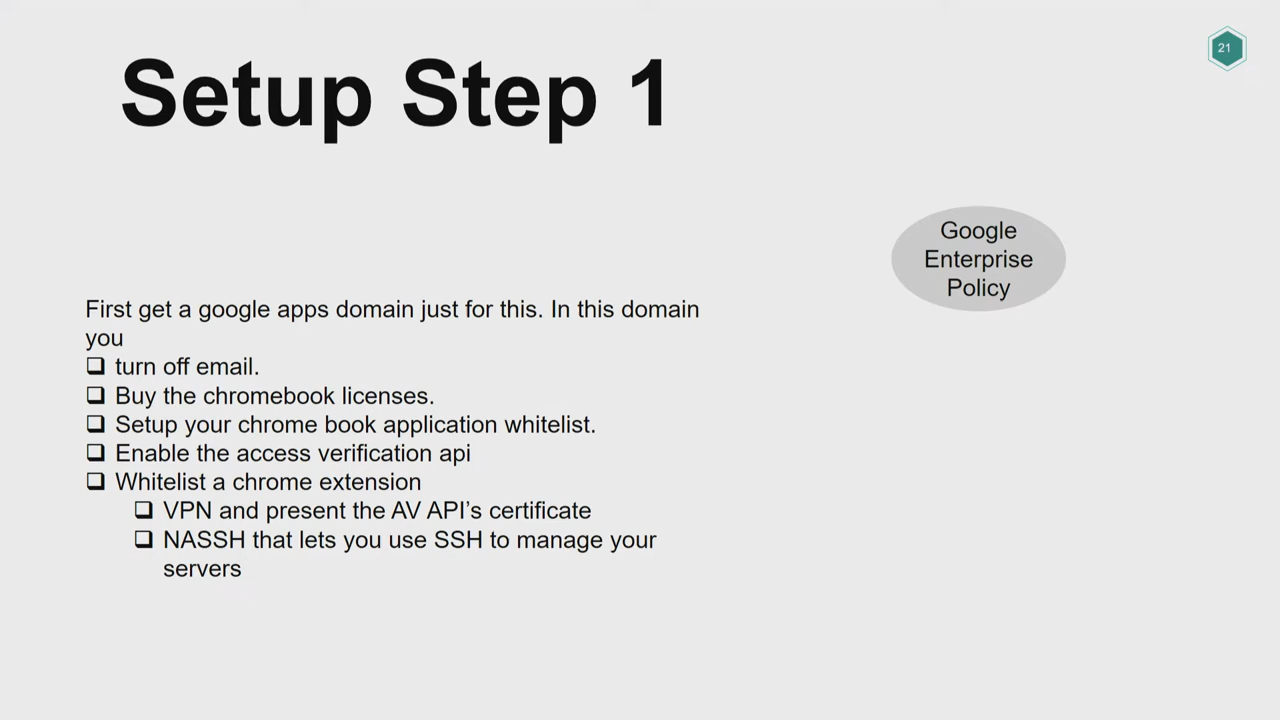 21
Setup Step 1
Google
Enterprise
Policy
First get a google apps domain just for this. In this domain
you
❑ turn off email.
❑ Buy the chromebook licenses.
❑ Setup your chrome book application whitelist.
❑ Enable the access verification api
❑ Whitelist a chrome extension
❑ VPN and present the AV API’s certificate
❑ NASSH that lets you use SSH to manage your
servers